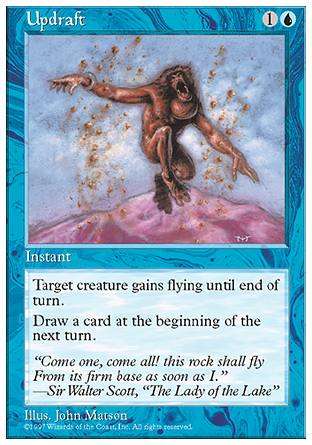 Updraft 1
Instant
Target creature gains flying until end of
turn.
Draw a card at the beginning of the
next turn.
“Come one, come all! this rock shall fly
From its firm base as soon as I.”
—Sir Walter Scott, “The Lady of the Lake”
Illus. John Matson
©1997 Wizards of the Coast, Inc. All rights reserved.